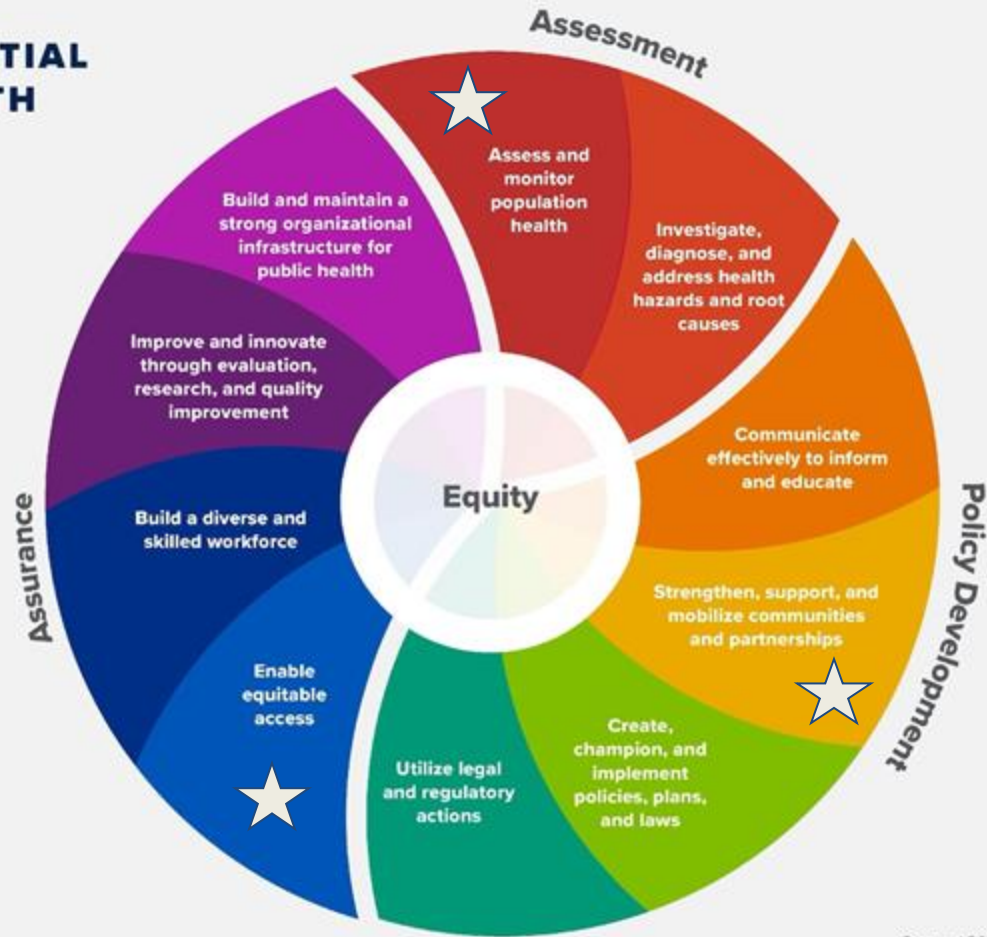 TIAL
TH
Assessment
Assess and
monitor
population
health
Investigate,
diagnose, and
address health
hazards and root
causes
Communicate
effectively to inform
and educate
Strengthen, support, and
mobilize communities
and partnerships
Policy Development
Create,
champion, and
implement
policies, plans,
and laws
Utilize legal
and regulatory
actions
Enable
equitable
access
Assurance
Build a diverse and
skilled workforce
Improve and innovate
through evaluation,
research, and quality
improvement
Build and maintain a
strong organizational
infrastructure for
public health
Equity